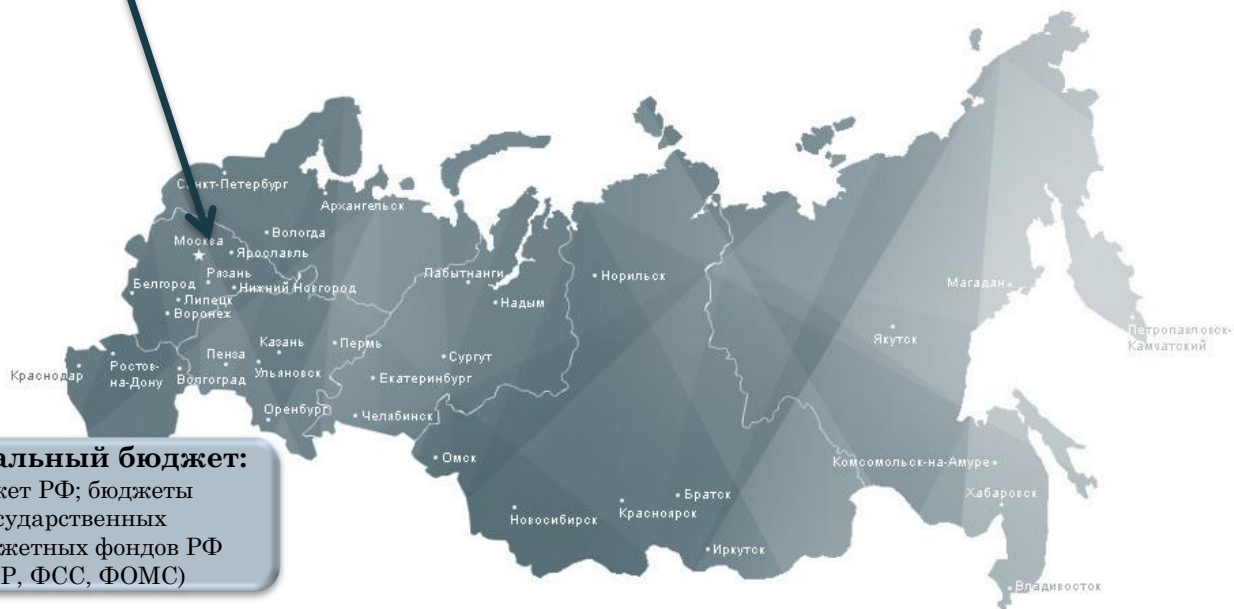 Санкт-Петербург
Архангельск
Вологда
Москва
Ярославль
Рязань
Белгород
Нижний Новгород
Липецк
Воронеж
Лабытнанги
Надым
Норильск
Магадан
Якутск
Петропавловск-
Камчатский
Казань
Пермь
Пенза
Сургут
Ростов-
на-Дону
Краснодар
Волгоград
Ульяновск
Екатеринбург
Оренбург
Челябинск
Омск
Комсомольск-на-Амуре
Хабаровск
Братск
Новосибирск
Красноярск
Иркутск
Владивосток
альный бюджет:
жет РФ; бюджеты
сударственных
жетных фондов РФ
Р, ФСС, ФОМС)